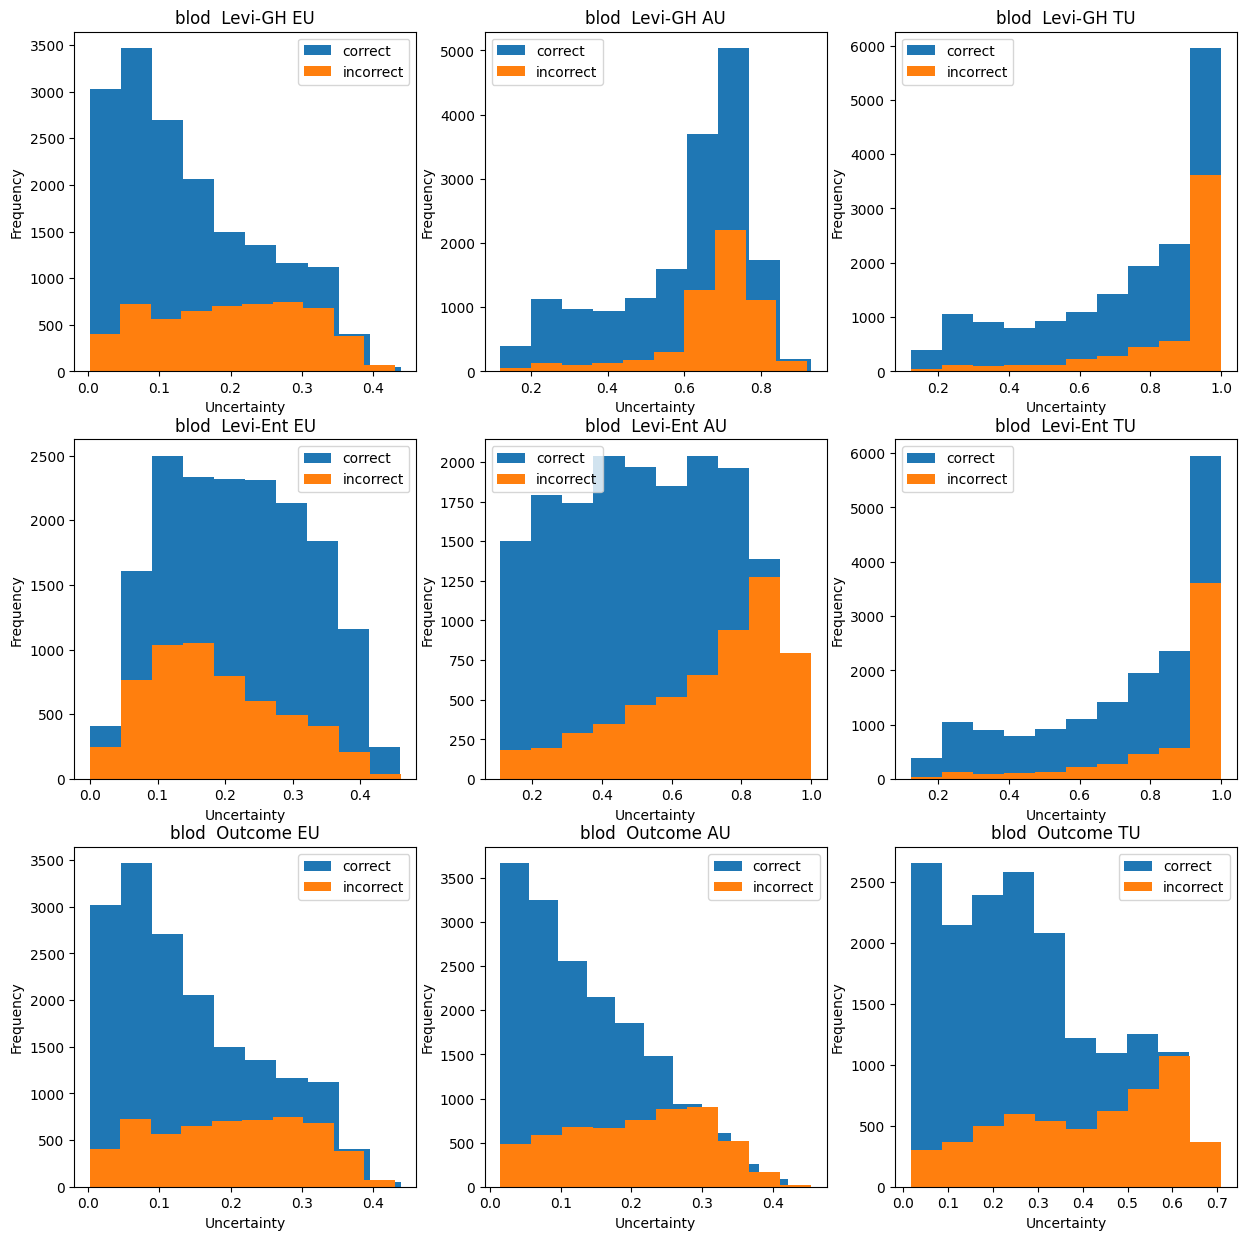 blod  Levi-GH EU
3500
3000
2500
2000
1500
1000
500
0
Frequency
correct
incorrect
0.0 0.1 0.2 0.3 0.4
Uncertainty
blod  Levi-GH AU
5000
4000
3000
2000
1000
0
Frequency
correct
incorrect
0.2 0.4 0.6 0.8
Uncertainty
blod  Levi-GH TU
6000
5000
4000
3000
2000
1000
0
Frequency
correct
incorrect
0.2 0.4 0.6 0.8 1.0
Uncertainty
blod  Levi-Ent EU
2500
2000
1500
1000
500
0
Frequency
correct
incorrect
0.0 0.1 0.2 0.3 0.4
Uncertainty
blod  Levi-Ent AU
2000
1750
1500
1250
1000
750
500
250
0
Frequency
correct
incorrect
0.2 0.4 0.6 0.8 1.0
Uncertainty
blod  Levi-Ent TU
6000
5000
4000
3000
2000
1000
0
Frequency
correct
incorrect
0.2 0.4 0.6 0.8 1.0
Uncertainty
blod  Outcome EU
3500
3000
2500
2000
1500
1000
500
0
Frequency
correct
incorrect
0.0 0.1 0.2 0.3 0.4
Uncertainty
blod  Outcome AU
3500
3000
2500
2000
1500
1000
500
0
Frequency
correct
incorrect
0.0 0.1 0.2 0.3 0.4
Uncertainty
blod  Outcome TU
2500
2000
1500
1000
500
0
Frequency
correct
incorrect
0.0 0.1 0.2 0.3 0.4 0.5 0.6 0.7
Uncertainty